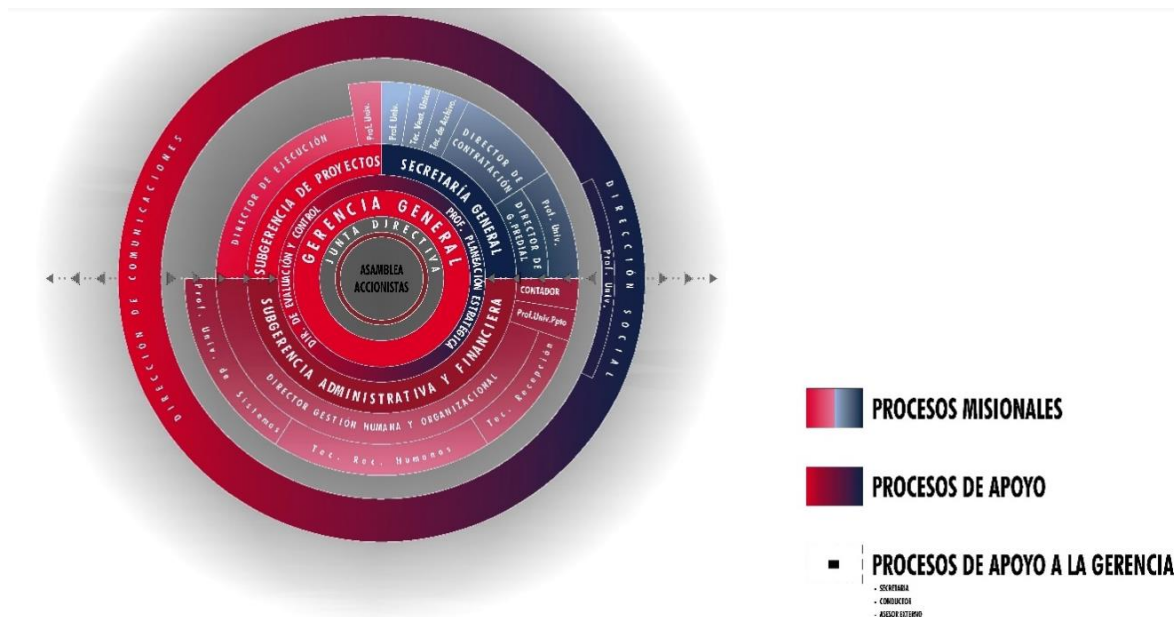 ASAMBLEA
ACCIONISTAS
JUNTA DIRECTIVA
GERENCIA GENERAL
DIR. DE EVALUACIÓN Y CONTROL
PROF. PLANEACIÓN ESTRATÉGICA
SUBGERENCIA DE PROYECTOS
DIRECTOR DE EJECUCIÓN
Prof. Univ.
SECRETARÍA GENERAL
Prof. Univ.
Tec. Vent. Unica.
Tec. de Archivo.
DIRECTOR DE
CONTRATACIÓN
DIRECTOR DE
G.PREDIAL
Prof. Univ.
SUBGERENCIA ADMINISTRATIVA Y FINANCIERA
CONTADOR
Prof.Univ.Ppto
DIRECTOR GESTIÓN HUMANA Y ORGANIZACIONAL
Prof. Univ. de Sistemas
Tec. Rec. Humanos
Tec. Recepción
DIRECCIÓN DE COMUNICACIONES
DIRECCIÓN SOCIAL
Prof. Univ.
PROCESOS MISIONALES
PROCESOS DE APOYO
PROCESOS DE APOYO A LA GERENCIA
- SECRETARIA
- CONDUCTOR
- ASESOR EXTERNO